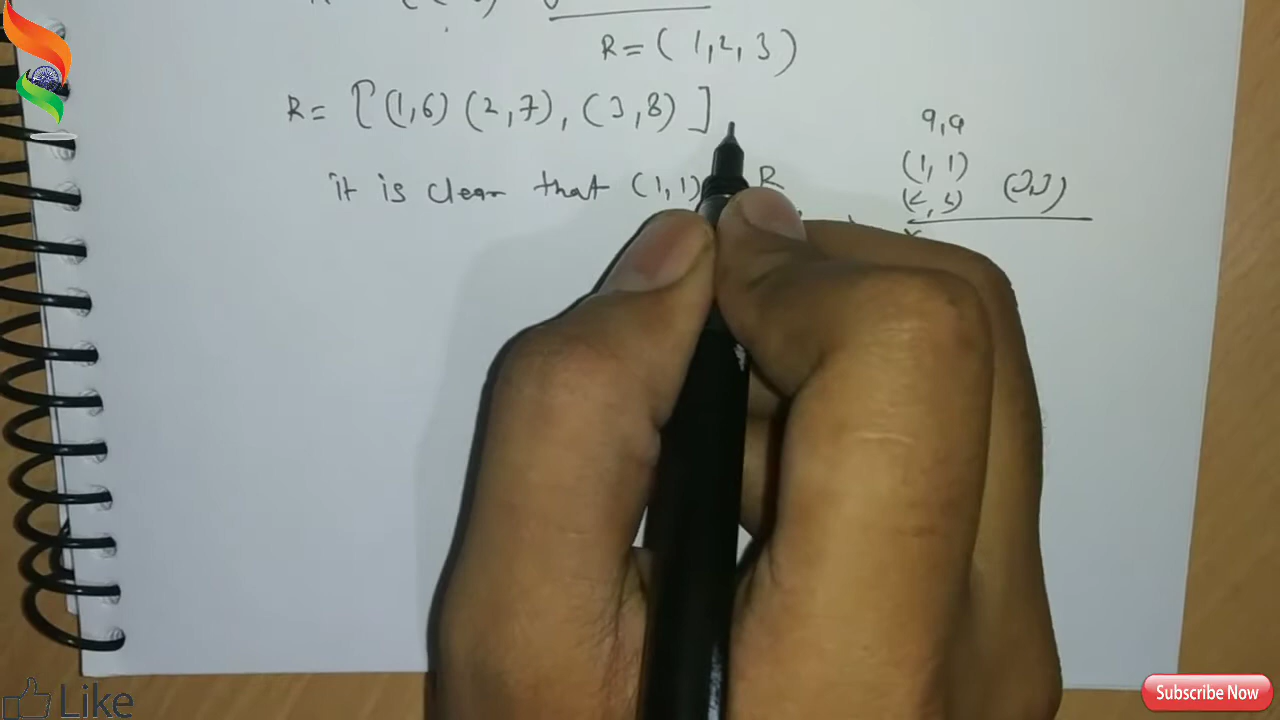 R = ( 1, 2, 3 )
R = [ (1,6) (2,7), (3,8) ]
it is clear that (1,1) R
9,9
(1,1)
Like
Subscribe Now